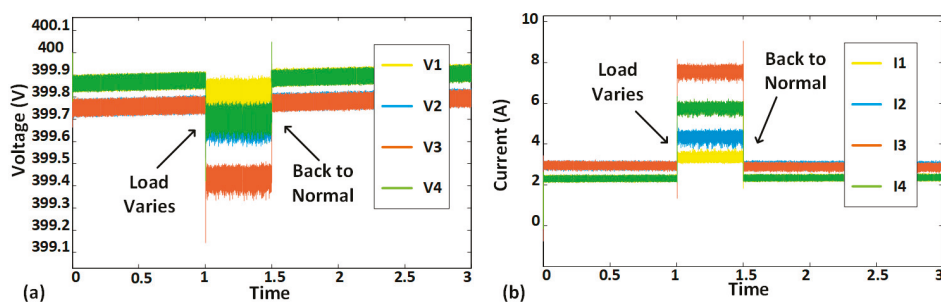 400.1
400
399.9
399.8
399.7
399.6
399.5
399.4
399.3
399.2
399.1
Voltage (V)
0
0.5
1
1.5
2
2.5
3
Time
(a)
Load
Varies
Back to
Normal
V1
V2
V3
V4
10
8
6
4
2
0
Current (A)
0
0.5
1
1.5
2
2.5
3
Time
(b)
Load
Varies
Back to
Normal
I1
I2
I3
I4